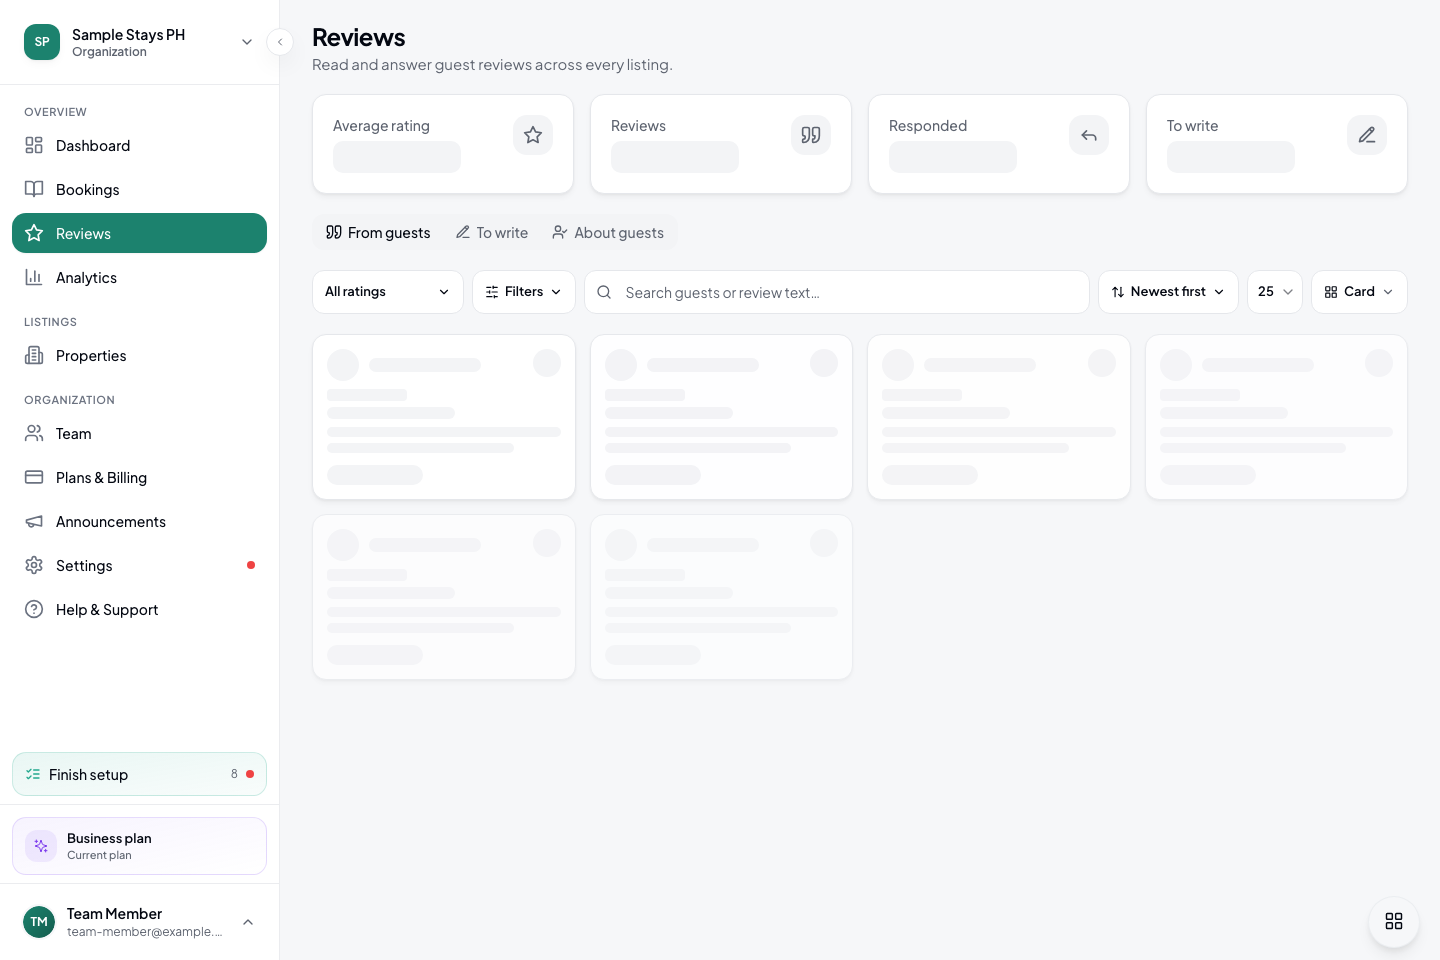 SP
Sample Stays PH
Organization
OVERVIEW
Dashboard
Bookings
Reviews
Analytics
LISTINGS
Properties
ORGANIZATION
Team
Plans & Billing
Announcements
Settings
Help & Support
Finish setup
8
Business plan
Current plan
TM
Team Member
team-member@example....
Reviews
Read and answer guest reviews across every listing.
Average rating
Reviews
Responded
To write
From guests
To write
About guests
All ratings
Filters
Search guests or review text...
Newest first
25
Card